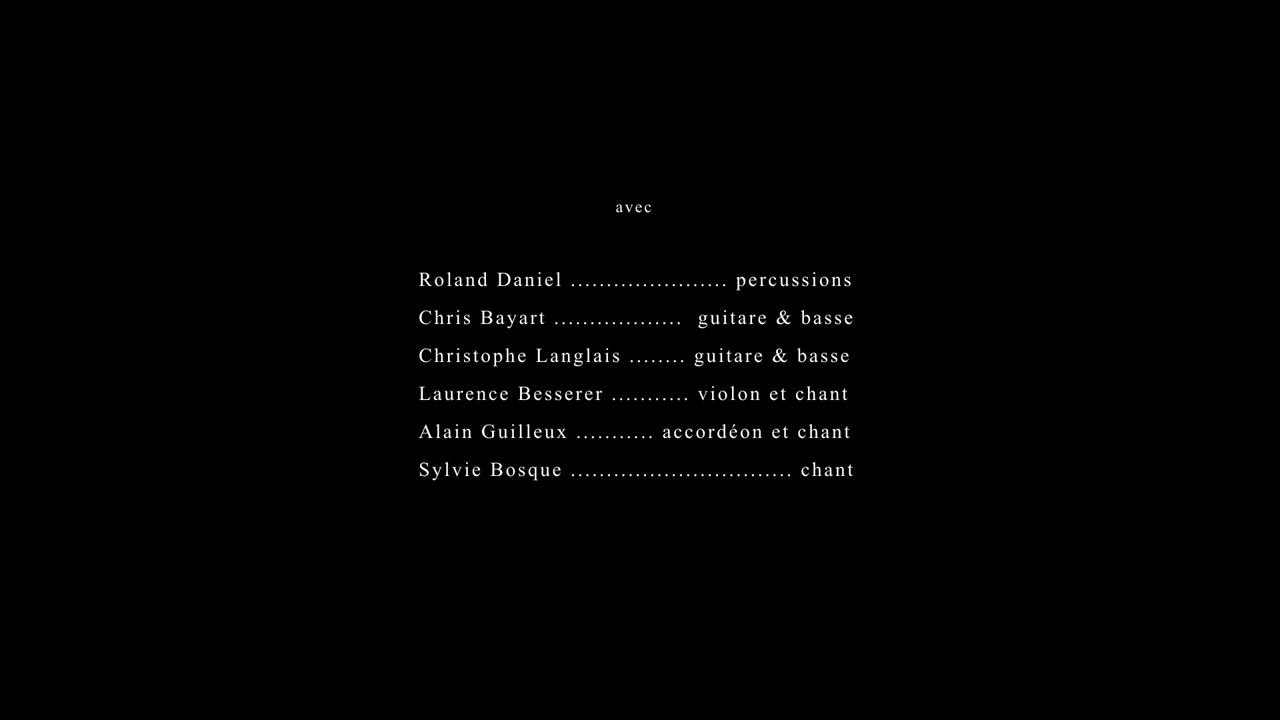 avec
Roland Daniel ...................... percussions
Chris Bayart ..................  guitare & basse
Christophe Langlais ........ guitare & basse
Laurence Besserer ........... violon et chant
Alain Guilleux ........... accordéon et chant
Sylvie Bosque ............................... chant